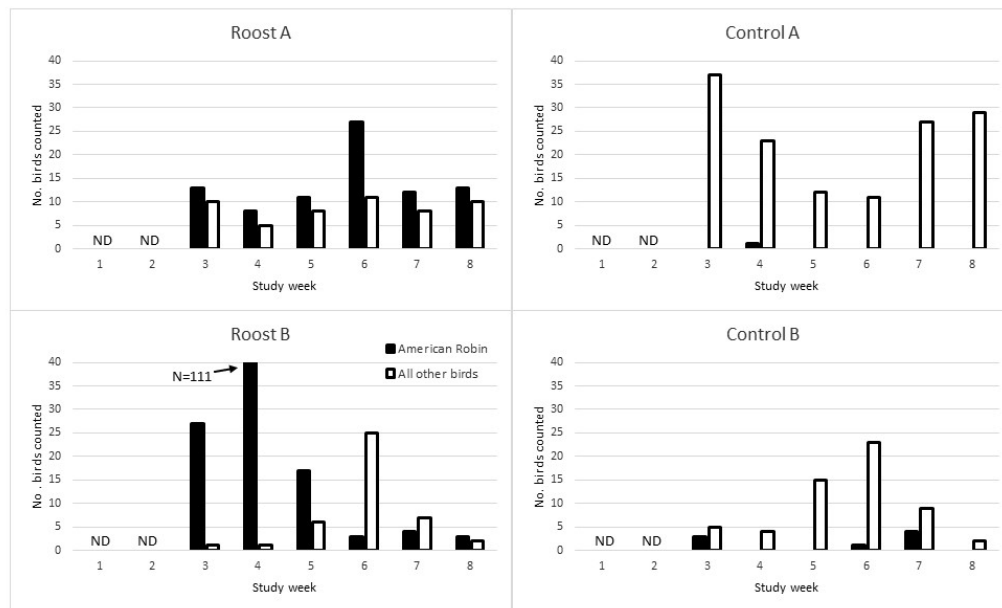 Roost A
No. birds counted
40
35
30
25
20
15
10
5
0
ND ND
1 2 3 4 5 6 7 8
Study week
Control A
No. birds counted
40
35
30
25
20
15
10
5
0
ND ND
1 2 3 4 5 6 7 8
Study week
Roost B
American Robin
All other birds
N=111
No. birds counted
40
35
30
25
20
15
10
5
0
ND ND
1 2 3 4 5 6 7 8
Study week
Control B
No. birds counted
40
35
30
25
20
15
10
5
0
ND ND
1 2 3 4 5 6 7 8
Study week